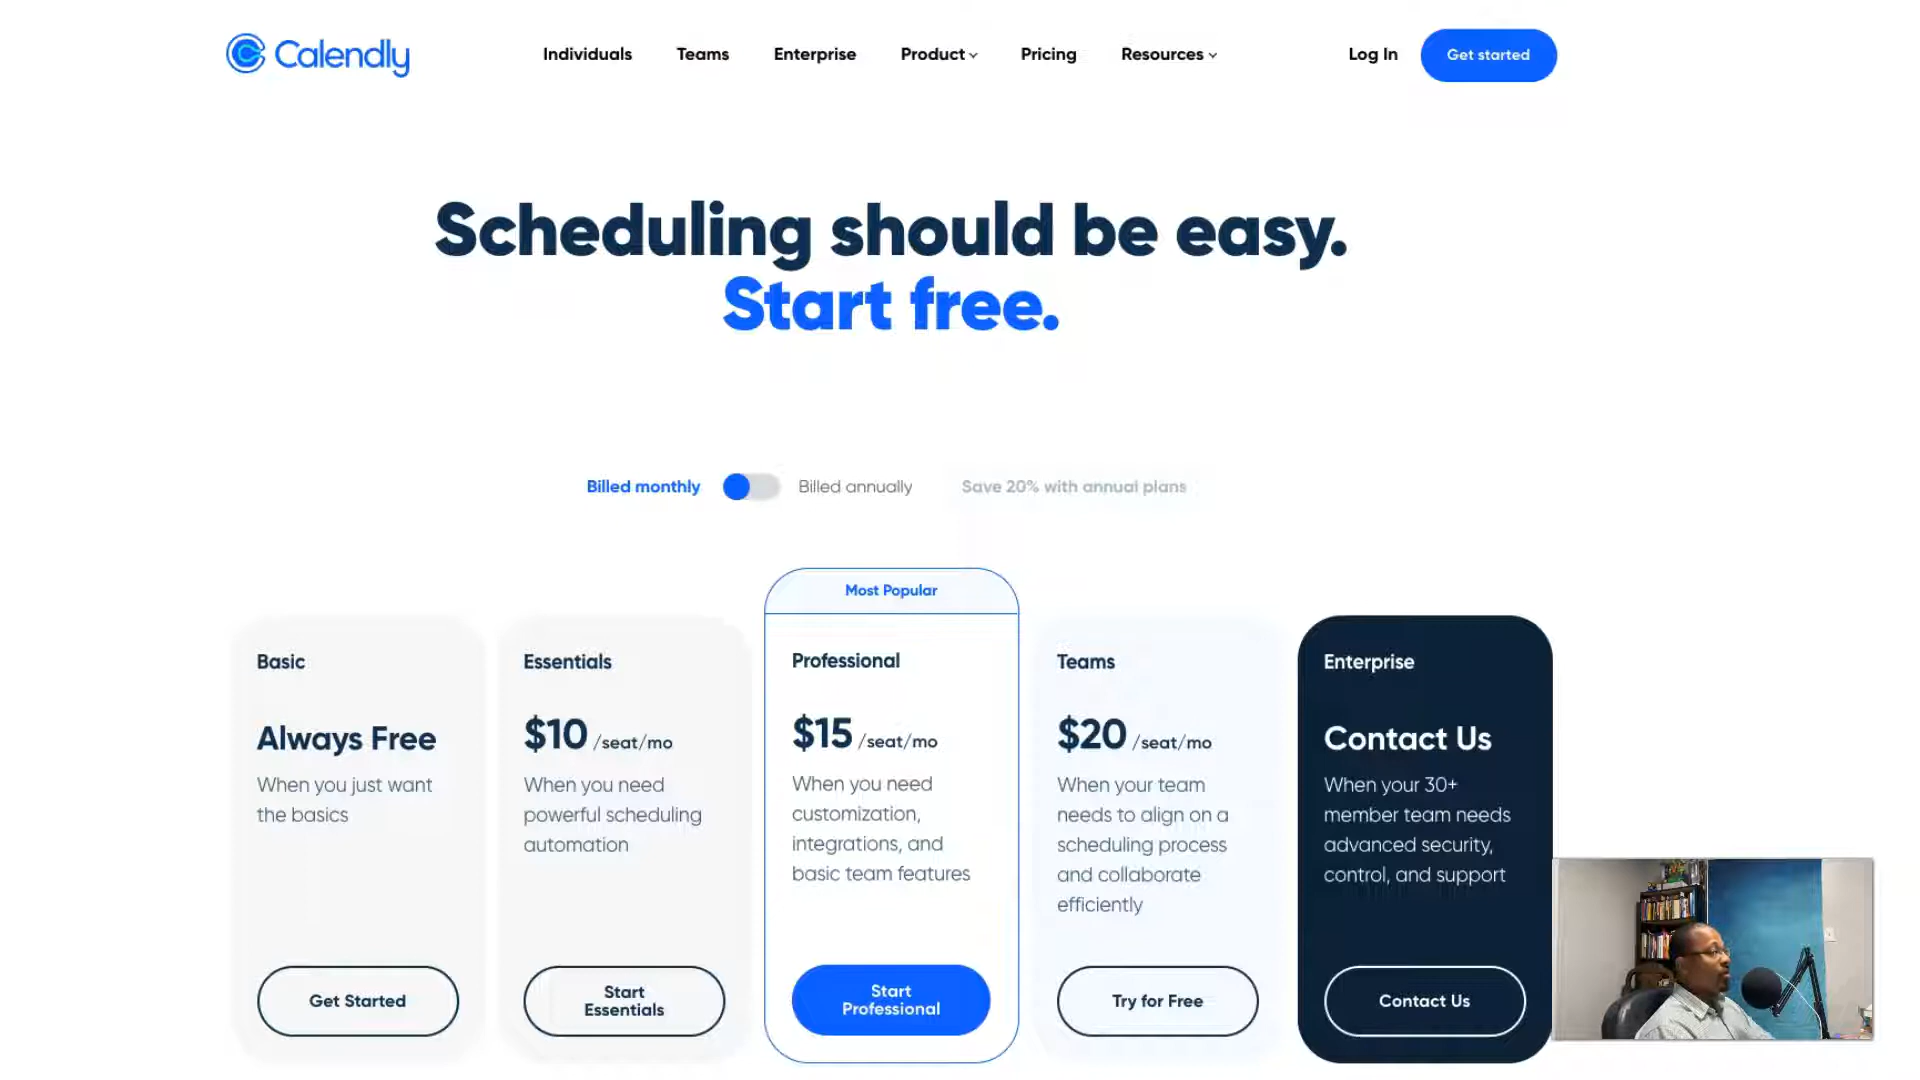 Calendly
Individuals
Teams
Enterprise
Product
Pricing
Resources
Log In
Get started
Scheduling should be easy.
Start free.
Billed monthly
Billed annually
Save 20% with annual plans
Basic
Always Free
When you just want
the basics
Get Started
Essentials
$10 /seat/mo
When you need
powerful scheduling
automation
Start
Essentials
Most Popular
Professional
$15 /seat/mo
When you need
customization,
integrations, and
basic team features
Start
Professional
Teams
$20 /seat/mo
When your team
needs to align on a
scheduling process
and collaborate
efficiently
Try for Free
Enterprise
Contact Us
When your 30+
member team needs
advanced security,
control, and support
Contact Us